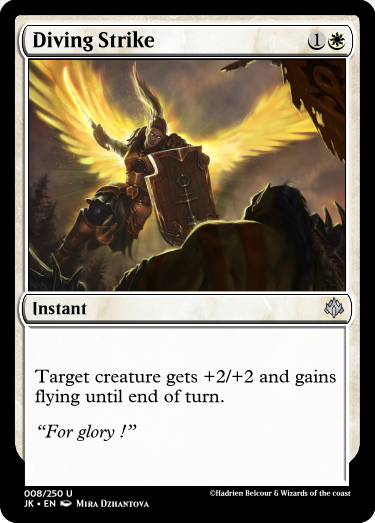 Diving Strike 1
Instant
Target creature gets +2/+2 and gains
flying until end of turn.
“For glory !”
008/250 U
©Hadrien Belcour & Wizards of the coast
JK • EN Mira Dzhantova